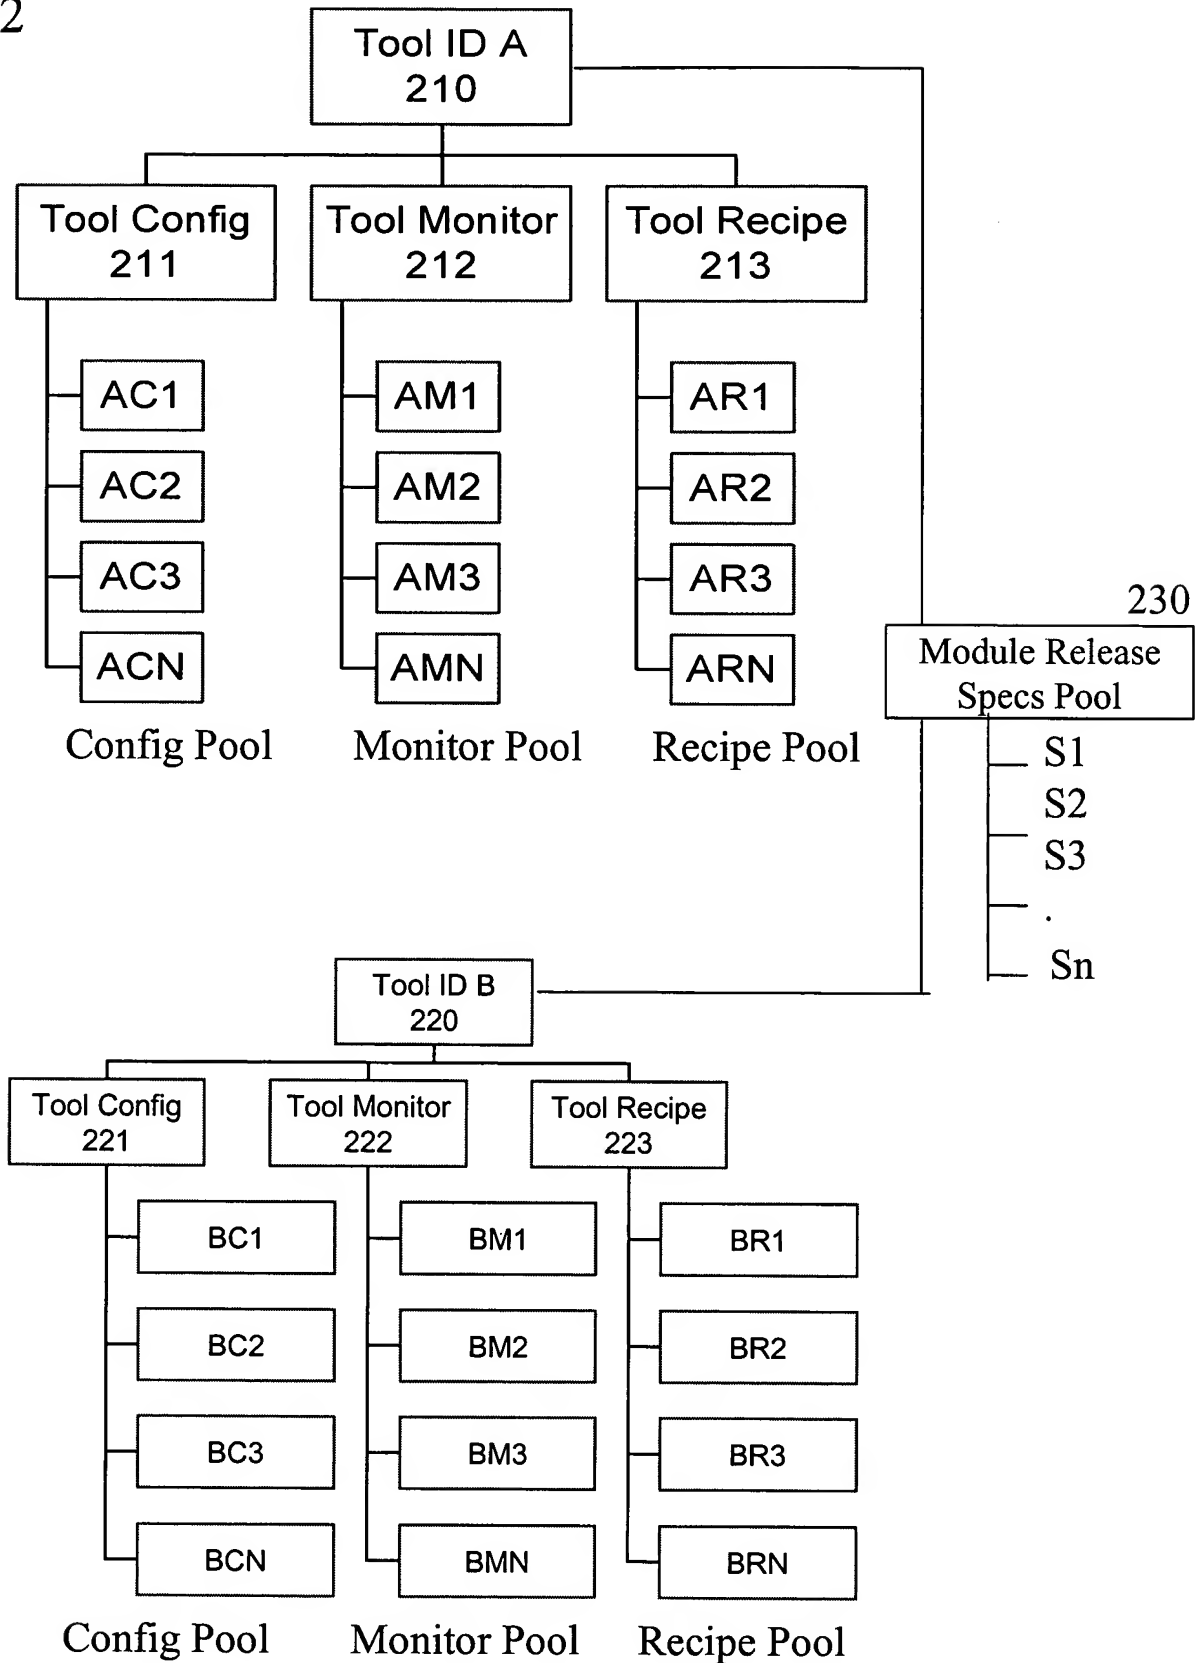 2
Tool ID A
210
Tool Config
211
Tool Monitor
212
Tool Recipe
213
AC1
AM1
AR1
AC2
AM2
AR2
AC3
AM3
AR3
ACN
AMN
ARN
Config Pool
Monitor Pool
Recipe Pool
230
Module Release
Specs Pool
S1
S2
S3
.
Sn
Tool ID B
220
Tool Config
221
Tool Monitor
222
Tool Recipe
223
BC1
BM1
BR1
BC2
BM2
BR2
BC3
BM3
BR3
BCN
BMN
BRN
Config Pool
Monitor Pool
Recipe Pool